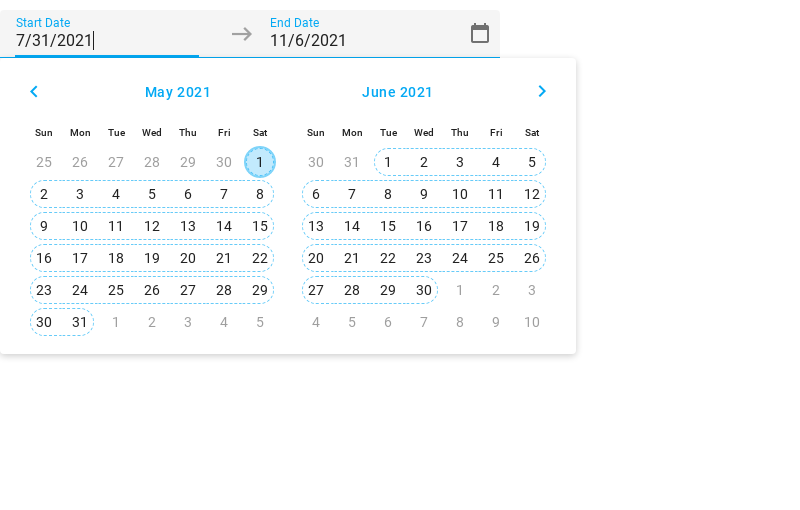 Start Date End Date
7/31/2021 11/6/2021
May 2021 June 2021
Sun Mon Tue Wed Thu Fri Sat Sun Mon Tue Wed Thu Fri Sat
25 26 27 28 29 30 1 30 31 1 2 3 4 5
2 3 4 5 6 7 8 6 7 8 9 10 11 12
9 10 11 12 13 14 15 13 14 15 16 17 18 19
16 17 18 19 20 21 22 20 21 22 23 24 25 26
23 24 25 26 27 28 29 27 28 29 30 1 2 3
30 31 1 2 3 4 5 4 5 6 7 8 9 10